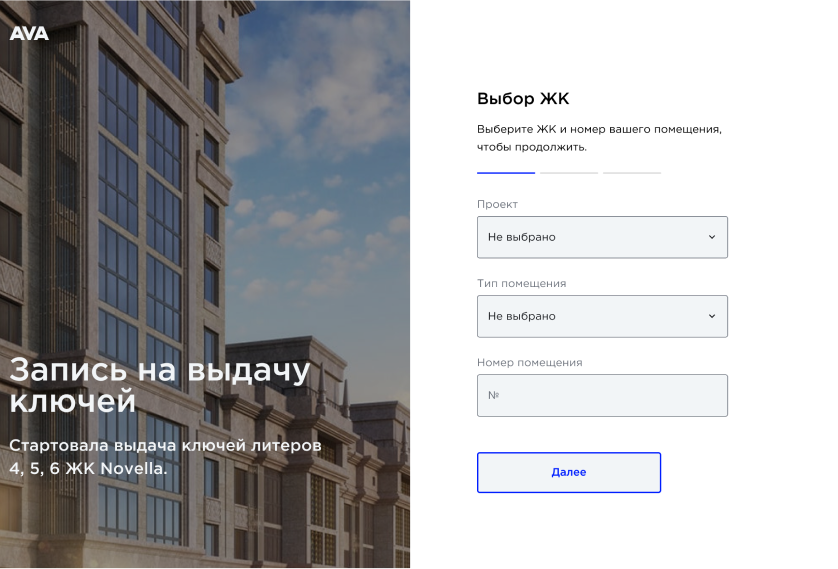 AVA
Запись на выдачу
ключей
Стартовала выдача ключей литеров
4, 5, 6 ЖК Novella.
Выбор ЖК
Выберите ЖК и номер вашего помещения,
чтобы продолжить.
Проект
Не выбрано
Тип помещения
Не выбрано
Номер помещения
№
Далее